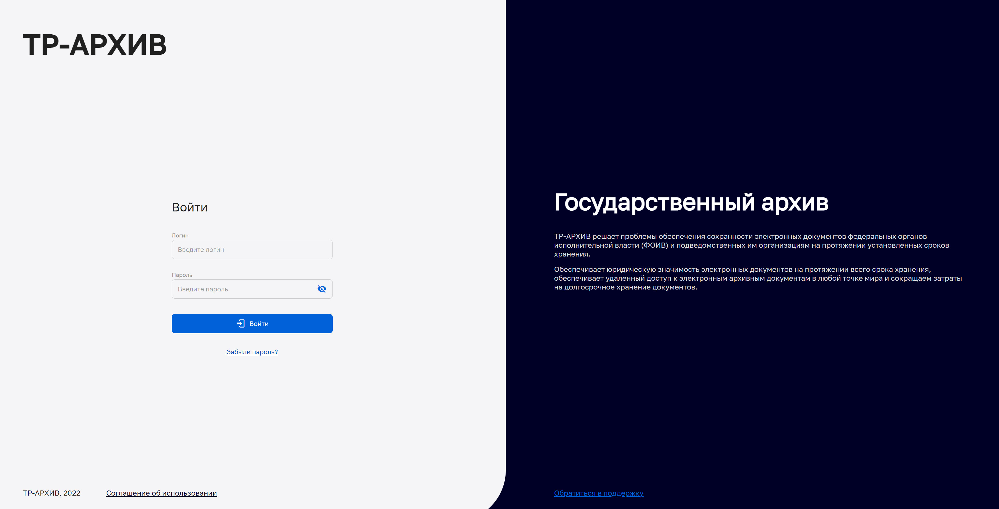 ТР-АРХИВ
Войти
Логин
Введите логин
Пароль
Введите пароль
Войти
Забыли пароль?
ТР-АРХИВ, 2022
Соглашение об использовании
Государственный архив
ТР-АРХИВ решает проблемы обеспечения сохранности электронных документов федеральных органов
исполнительной власти (ФОИВ) и подведомственных им организациям на протяжении установленных сроков
хранения.
Обеспечивает юридическую значимость электронных документов на протяжении всего срока хранения,
обеспечивает удаленный доступ к электронным архивным документам в любой точке мира и сокращаем затраты
на долгосрочное хранение документов.
Обратиться в поддержку